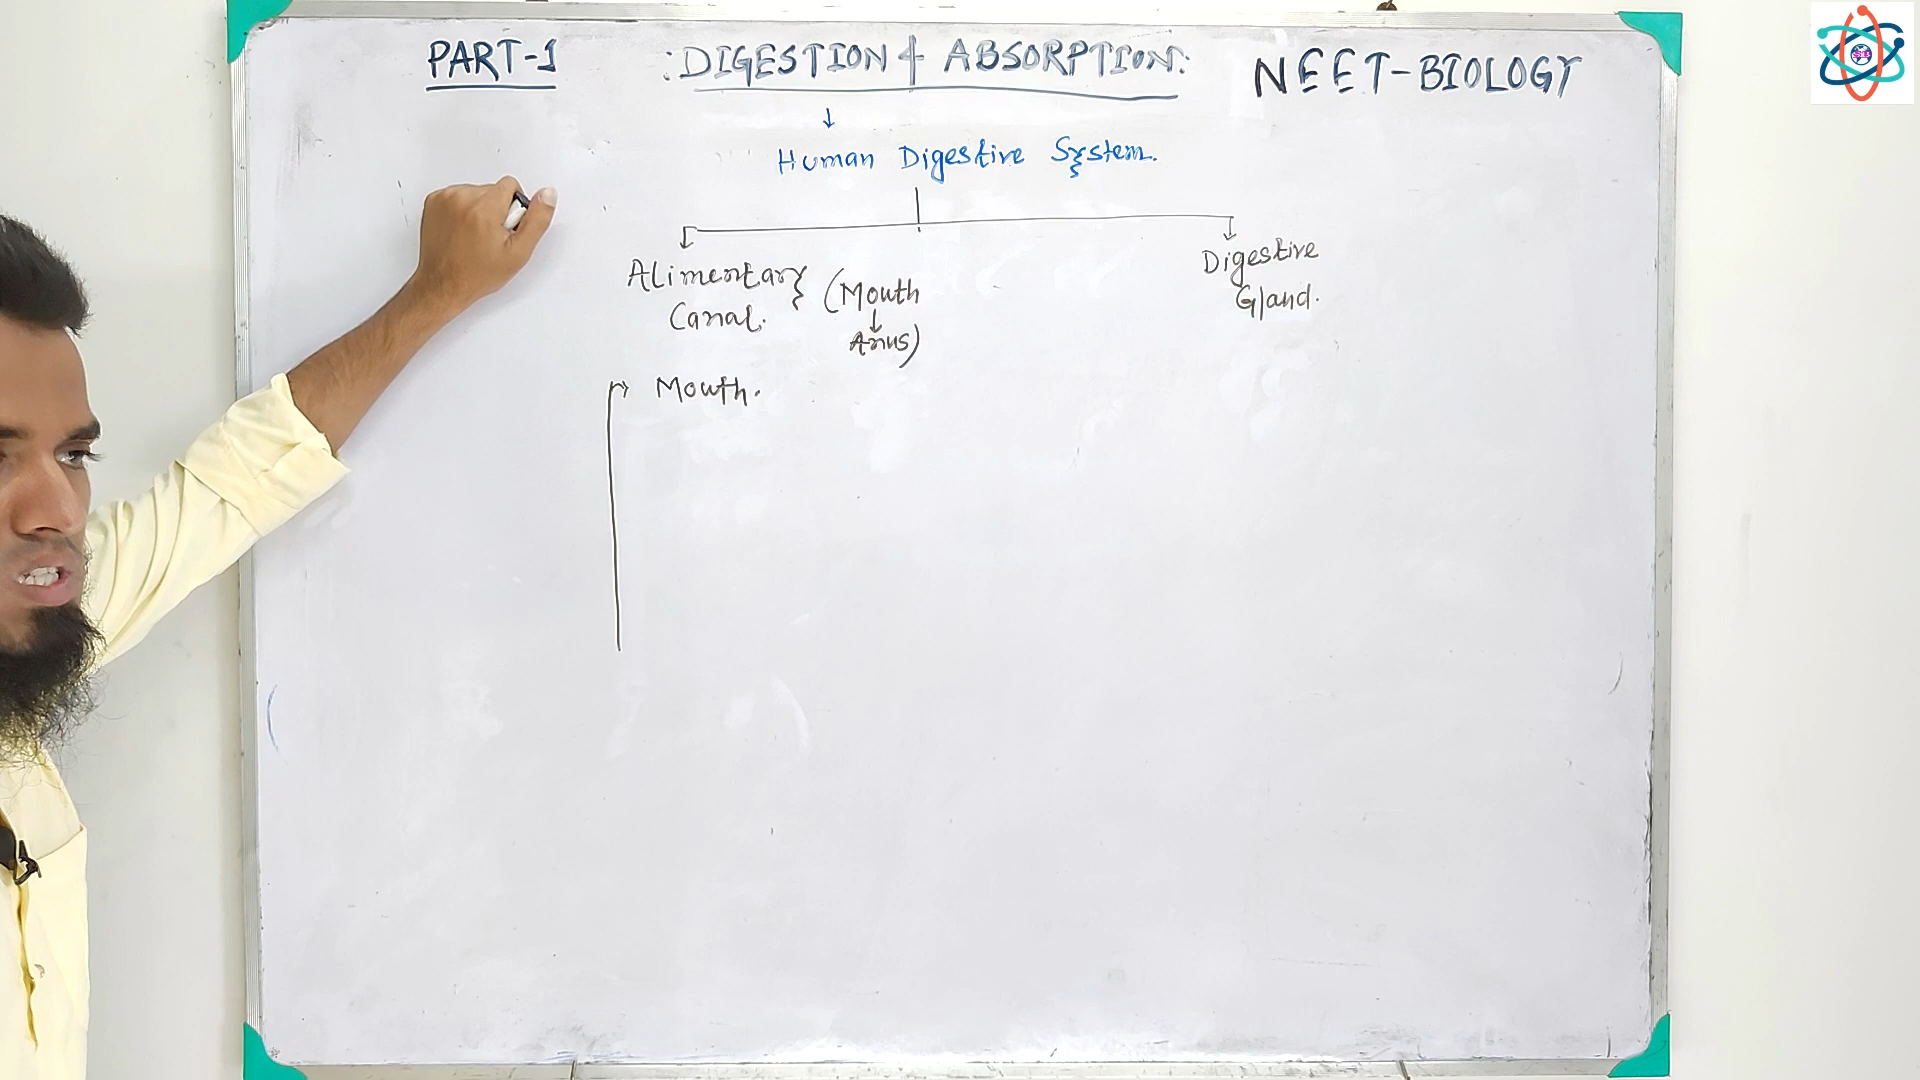 PART-1
:DIGESTION & ABSORPTION:
NEET-BIOLOGY
↓
Human Digestive System.
Alimentary
Canal.
(Mouth
↓
Anus)
Digestive
Gland.
→ Mouth.